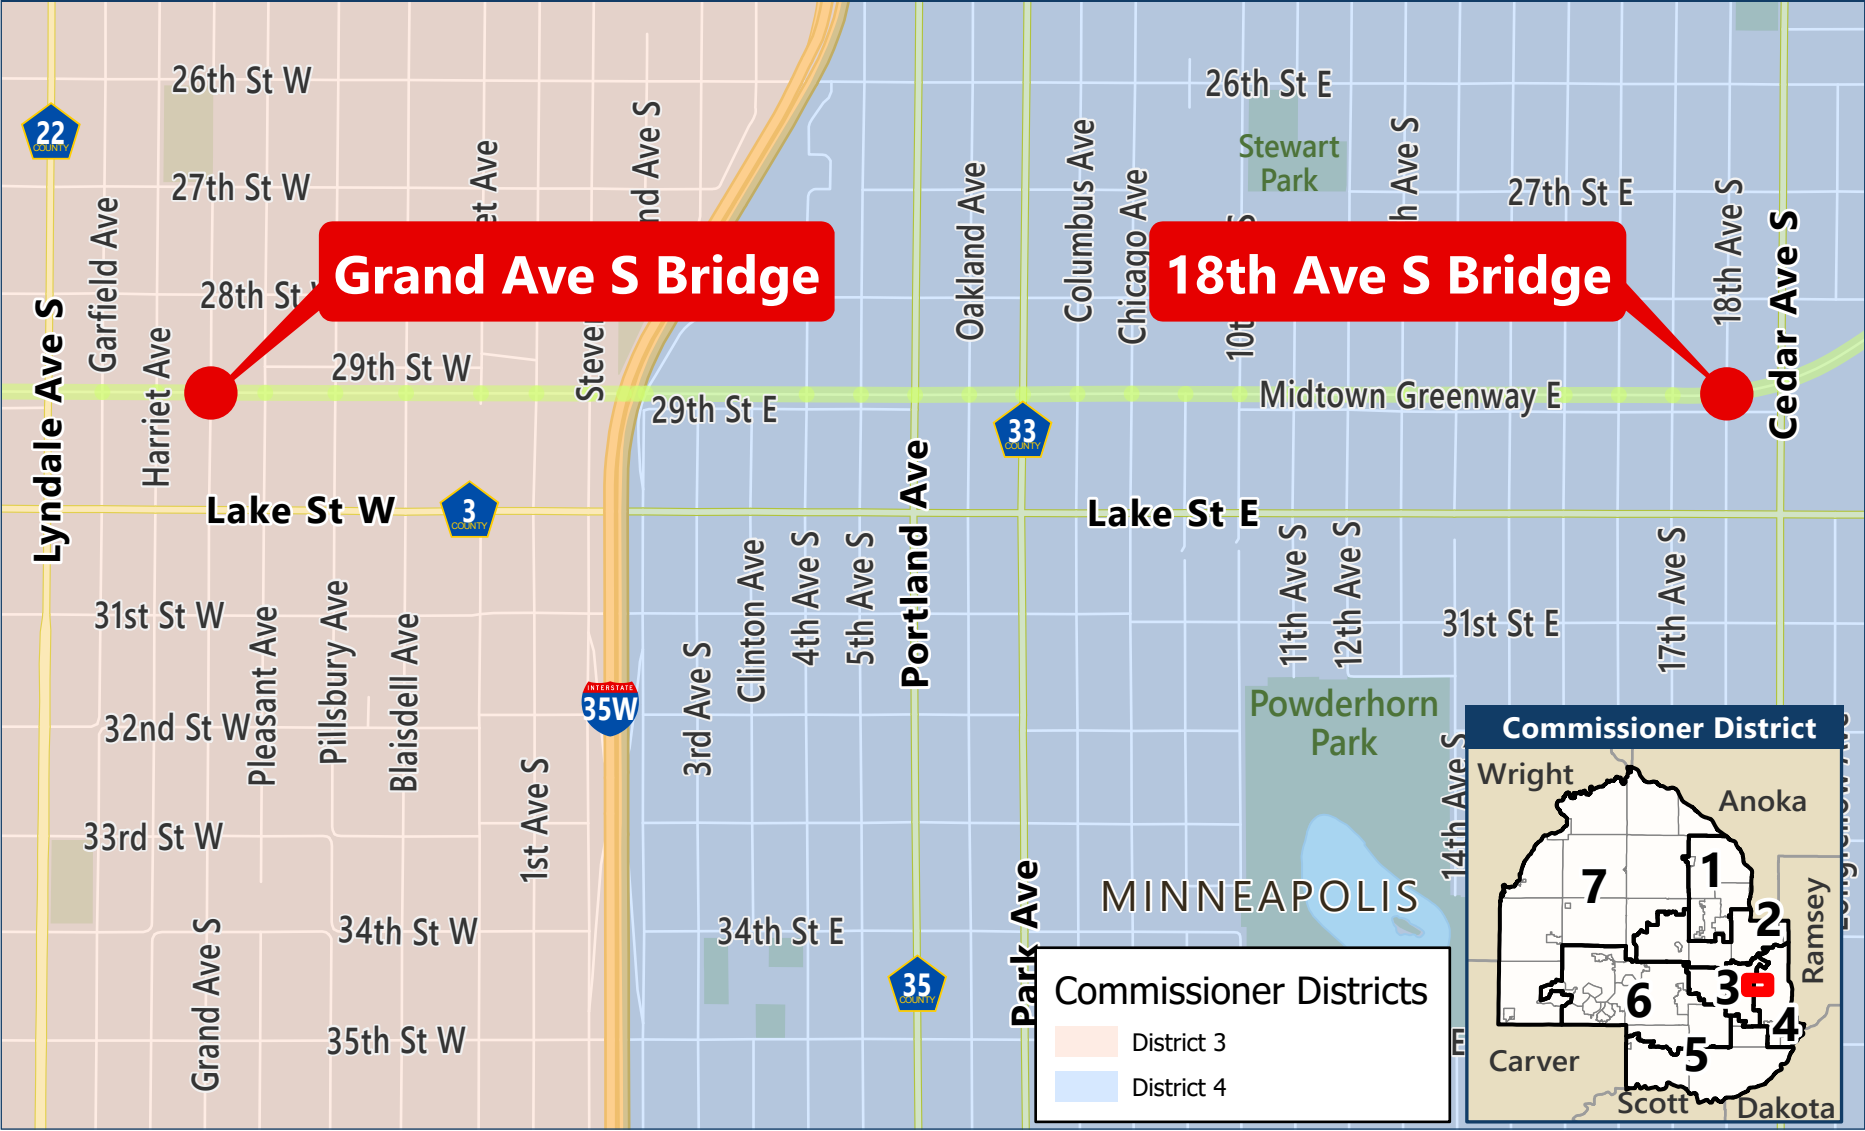 26th St W
26th St E
22
COUNTY
Stewart
Park
27th St W
27th St E
Garfield Ave
Harriet Ave
Oakland Ave
Columbus Ave
Chicago Ave
18th Ave S
Cedar Ave S
Lyndale Ave S
28th St
Grand Ave S Bridge
18th Ave S Bridge
29th St W
29th St E
Midtown Greenway E
33
COUNTY
Lake St W
3
COUNTY
Lake St E
Portland Ave
Clinton Ave
4th Ave S
5th Ave S
11th Ave S
12th Ave S
17th Ave S
31st St W
31st St E
Pleasant Ave
Pillsbury Ave
Blaisdell Ave
3rd Ave S
INTERSTATE
35W
32nd St W
Powderhorn
Park
14th Ave S
1st Ave S
33rd St W
MINNEAPOLIS
34th St W
34th St E
Park Ave
Grand Ave S
35
COUNTY
35th St W
Commissioner Districts
District 3
District 4
Commissioner District
Wright
Anoka
7
1
2
Ramsey
3
6
4
5
Carver
Scott
Dakota